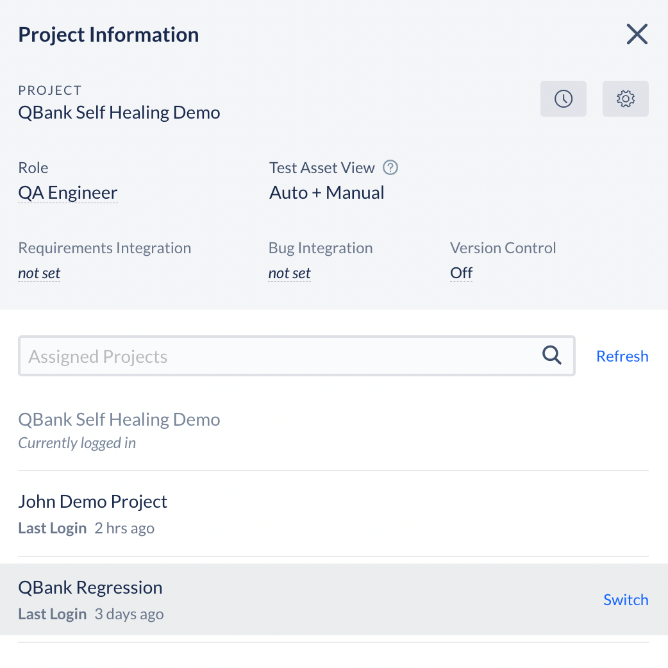 Project Information
PROJECT
QBank Self Healing Demo
Role
Test Asset View
QA Engineer
Auto + Manual
Requirements Integration
Bug Integration
Version Control
not set
not set
Off
Assigned Projects
Refresh
QBank Self Healing Demo
Currently logged in
John Demo Project
Last Login 2 hrs ago
QBank Regression
Last Login 3 days ago
Switch